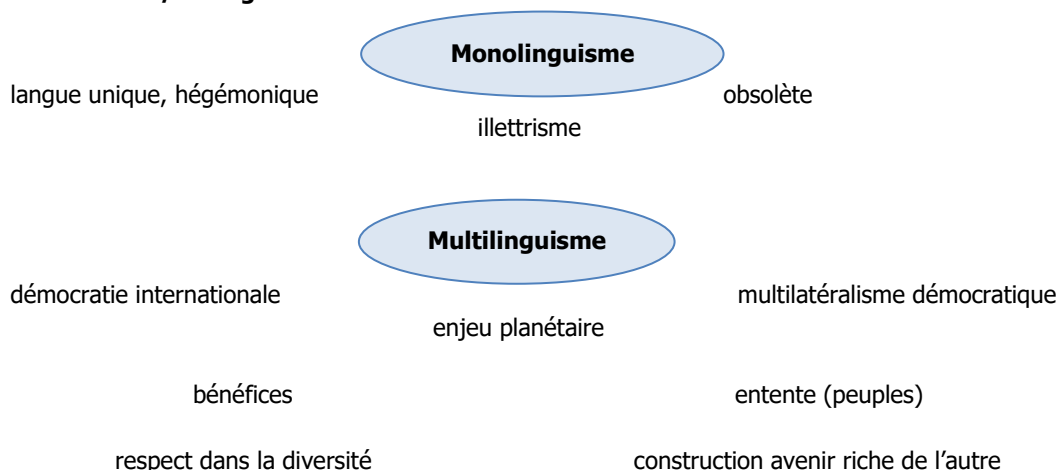 Monolinguisme
langue unique, hégémonique obsolète
illettrisme
Multilinguisme
démocratie internationale multilatéralisme démocratique
enjeu planétaire
bénéfices entente (peuples)
respect dans la diversité construction avenir riche de l’autre